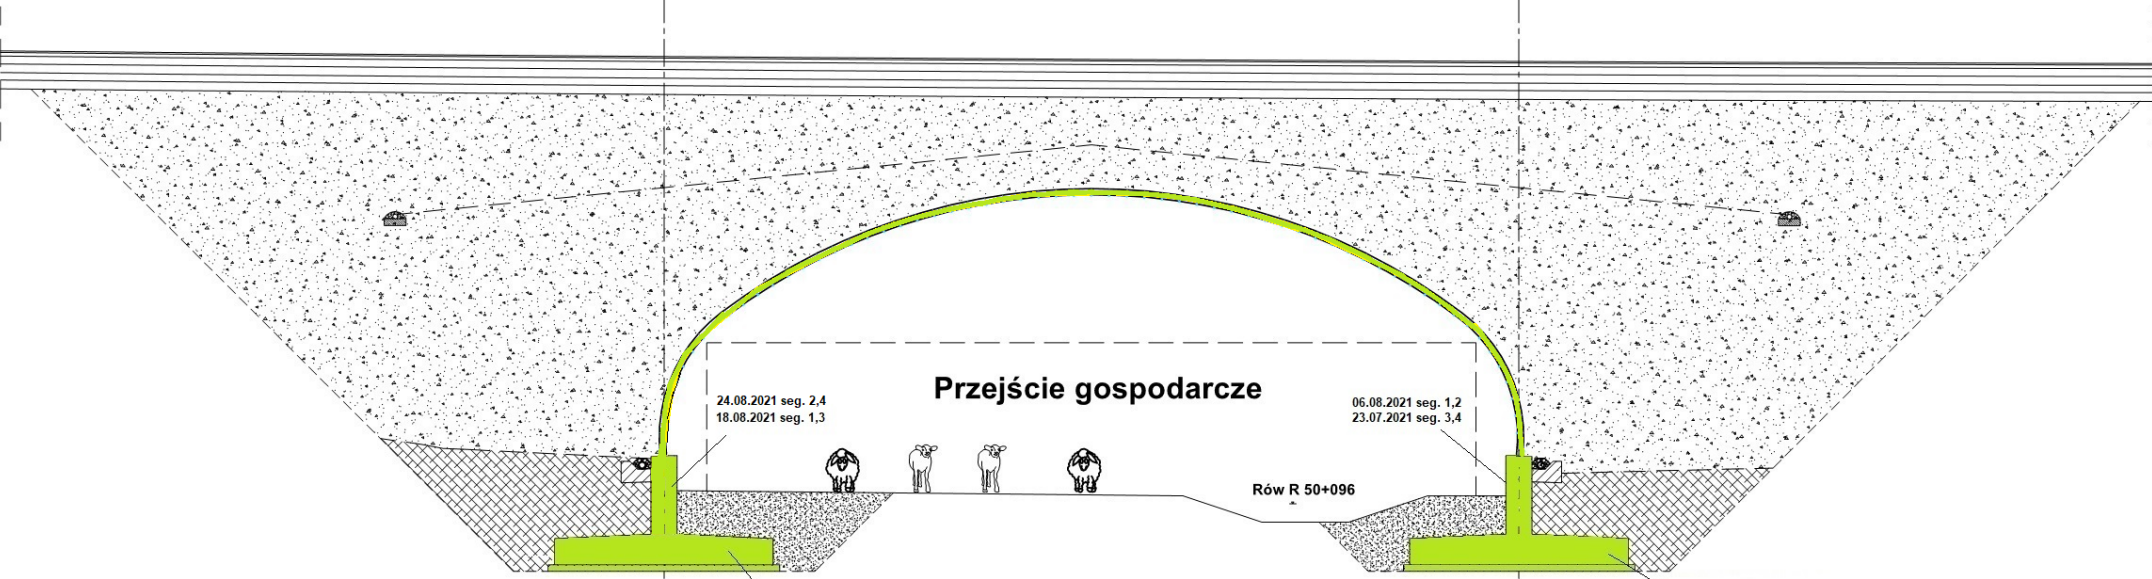 Przejście gospodarcze
24.08.2021 seg. 2,4
18.08.2021 seg. 1,3
06.08.2021 seg. 1,2
23.07.2021 seg. 3,4
Rów R 50+096